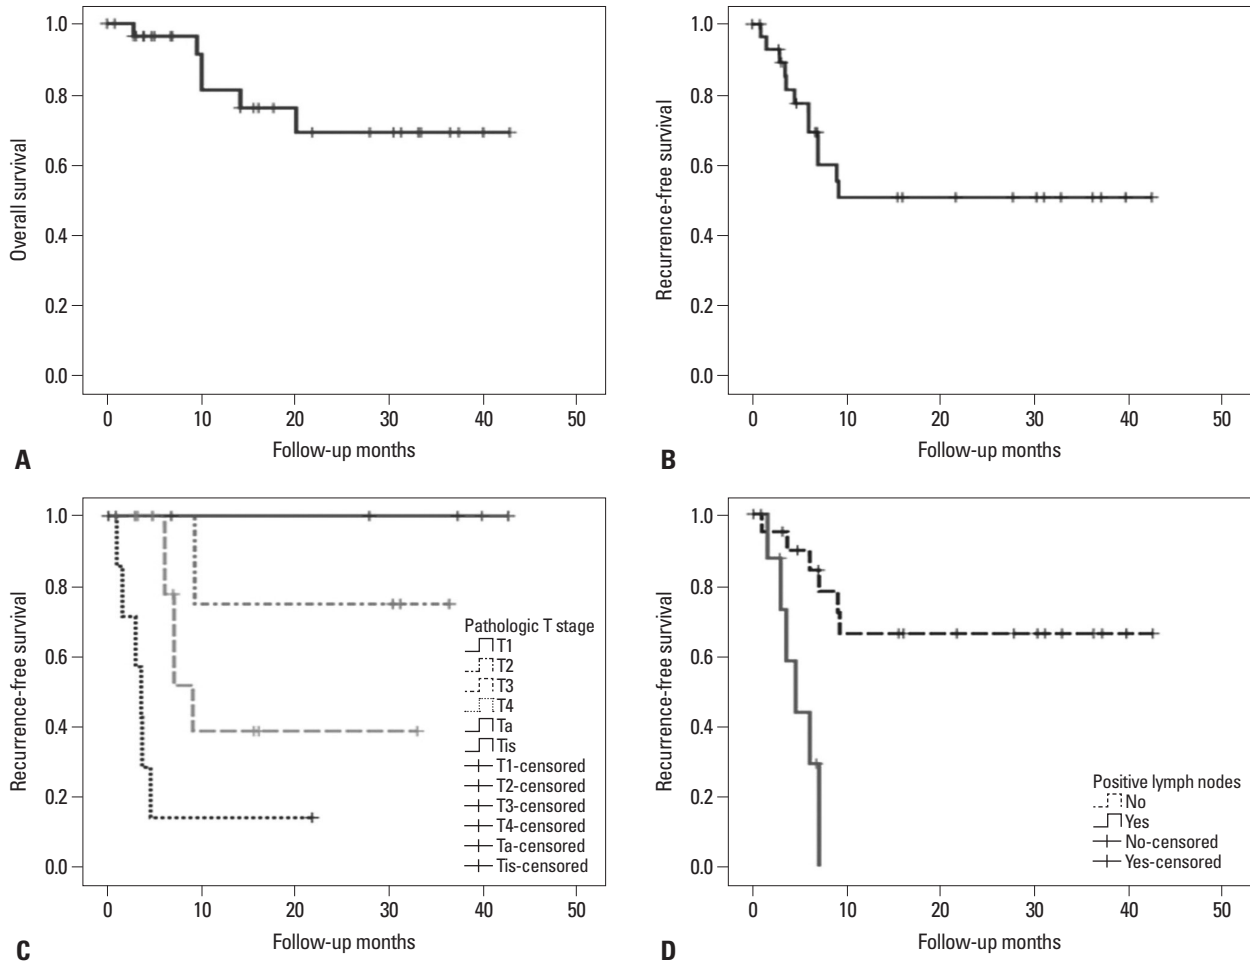 1.0
0.8
0.6
0.4
0.2
0.0
Overall survival
0 10 20 30 40 50
Follow-up months
A
1.0
0.8
0.6
0.4
0.2
0.0
Recurrence-free survival
0 10 20 30 40 50
Follow-up months
B
1.0
0.8
0.6
0.4
0.2
0.0
Recurrence-free survival
Pathologic T stage
T1
T2
T3
T4
Ta
Tis
T1-censored
T2-censored
T3-censored
T4-censored
Ta-censored
Tis-censored
0 10 20 30 40 50
Follow-up months
C
1.0
0.8
0.6
0.4
0.2
0.0
Recurrence-free survival
Positive lymph nodes
No
Yes
No-censored
Yes-censored
0 10 20 30 40 50
Follow-up months
D